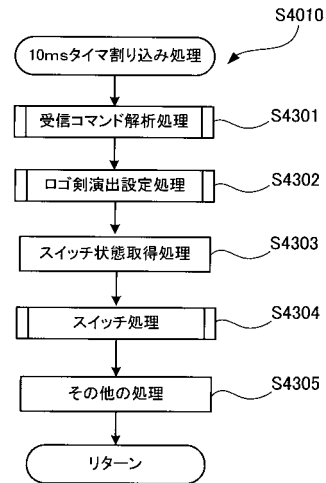 S4010
10msタイマ割り込み処理
受信コマンド解析処理
S4301
ロゴ剣演出設定処理
S4302
スイッチ状態取得処理
S4303
スイッチ処理
S4304
その他の処理
S4305
リターン